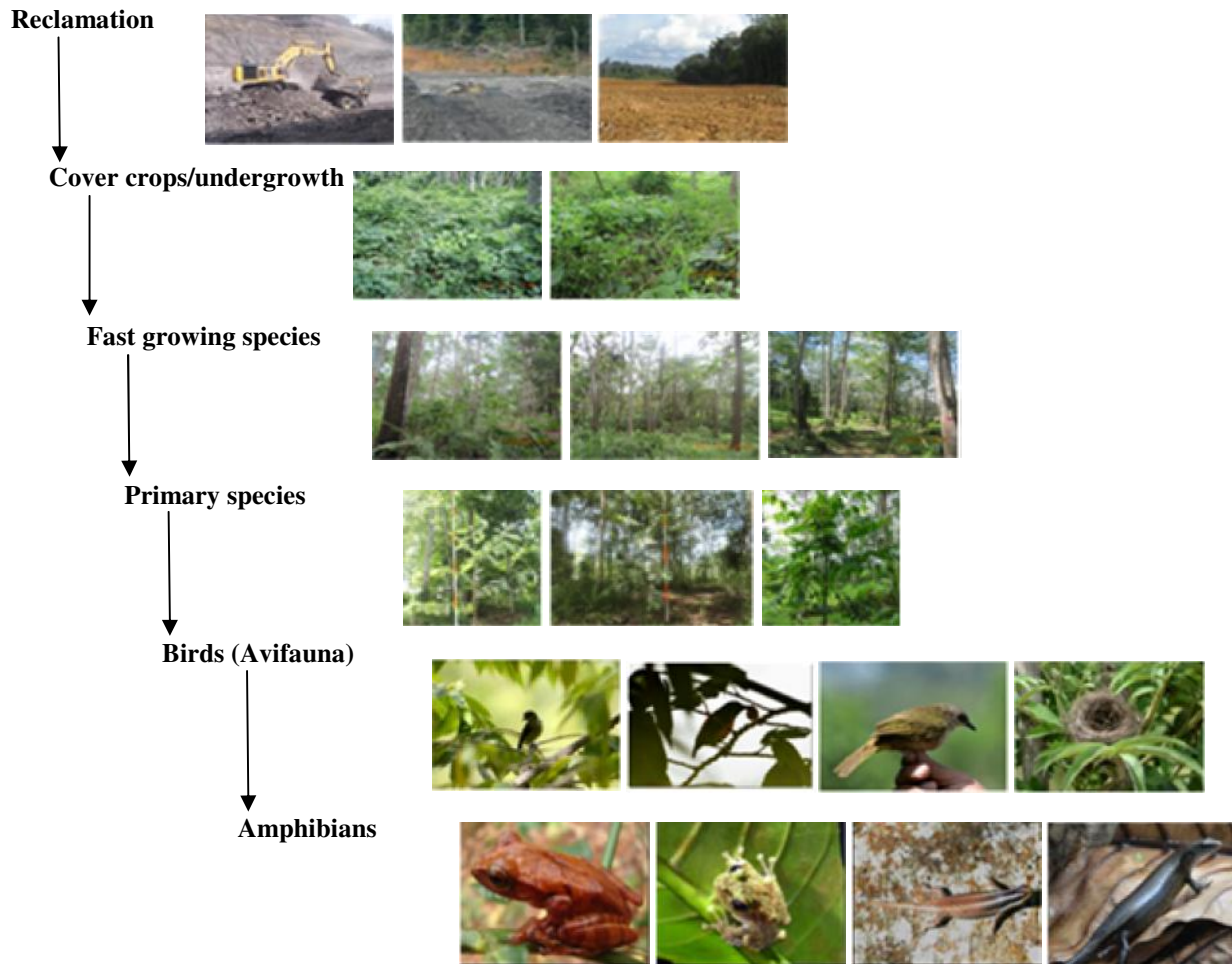 Reclamation
Cover crops/undergrowth
Fast growing species
Primary species
Birds (Avifauna)
Amphibians